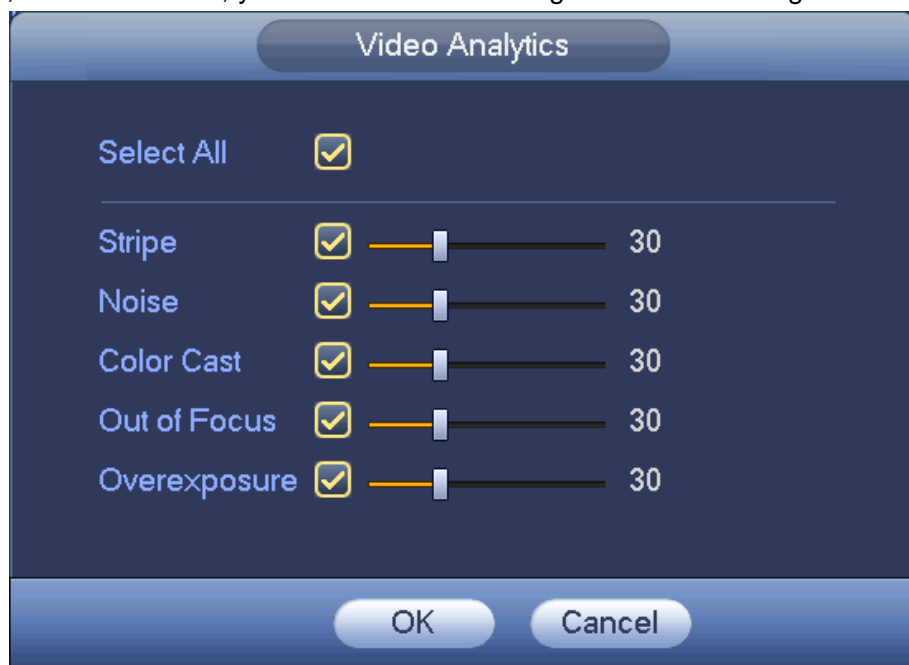 Video Analytics
Select All
Stripe 30
Noise 30
Color Cast 30
Out of Focus 30
Overexposure 30
OK Cancel